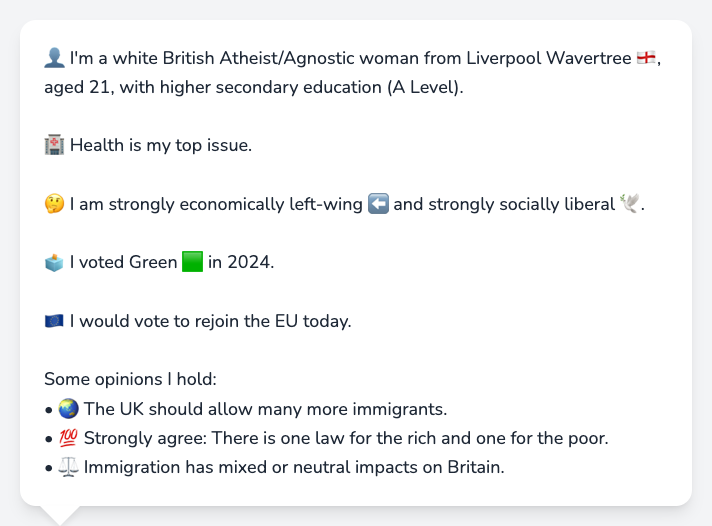 👤 I'm a white British Atheist/Agnostic woman from Liverpool Wavertree 🏴󠁧󠁢󠁥󠁮󠁧󠁿,
aged 21, with higher secondary education (A Level).
🏥 Health is my top issue.
🤔 I am strongly economically left-wing ⬅️ and strongly socially liberal 🕊️.
🗳️ I voted Green 🟩 in 2024.
🇪🇺 I would vote to rejoin the EU today.
Some opinions I hold:
• 🌏 The UK should allow many more immigrants.
• 💯 Strongly agree: There is one law for the rich and one for the poor.
• ⚖️ Immigration has mixed or neutral impacts on Britain.